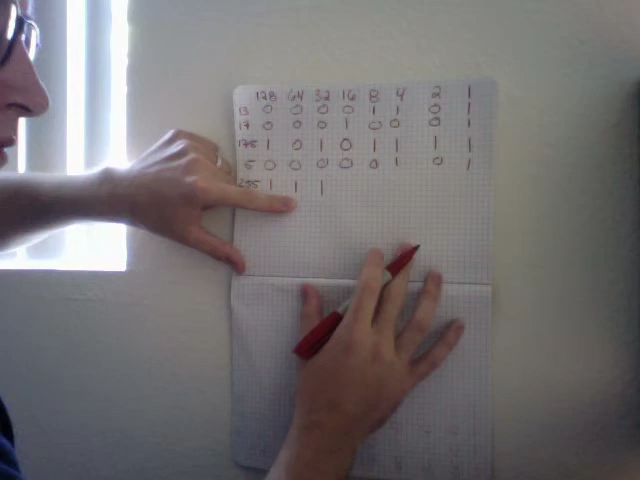 128 64 32 16 8 4 2 1
13 0 0 0 0 1 1 0 1
17 0 0 0 1 0 0 0 1
175 1 0 1 0 1 1 1 1
5 0 0 0 0 0 1 0 1
255 1 1 1